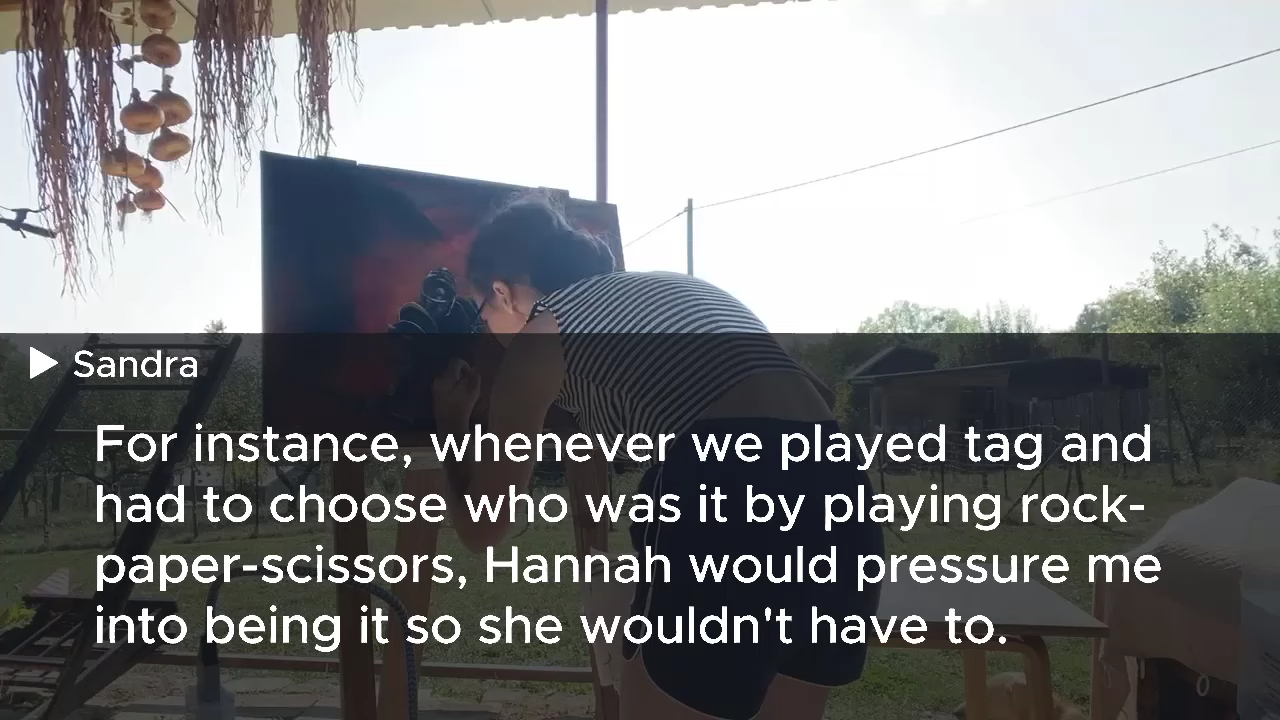 Sandra
For instance, whenever we played tag and
had to choose who was it by playing rock-
paper-scissors, Hannah would pressure me
into being it so she wouldn't have to.